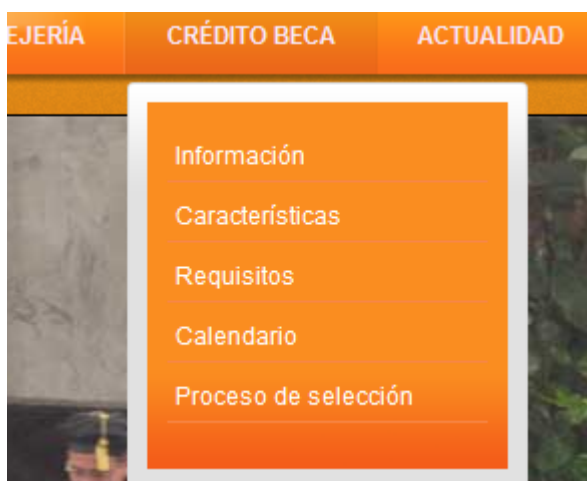 EJERÍA CRÉDITO BECA ACTUALIDAD
Información
Características
Requisitos
Calendario
Proceso de selección